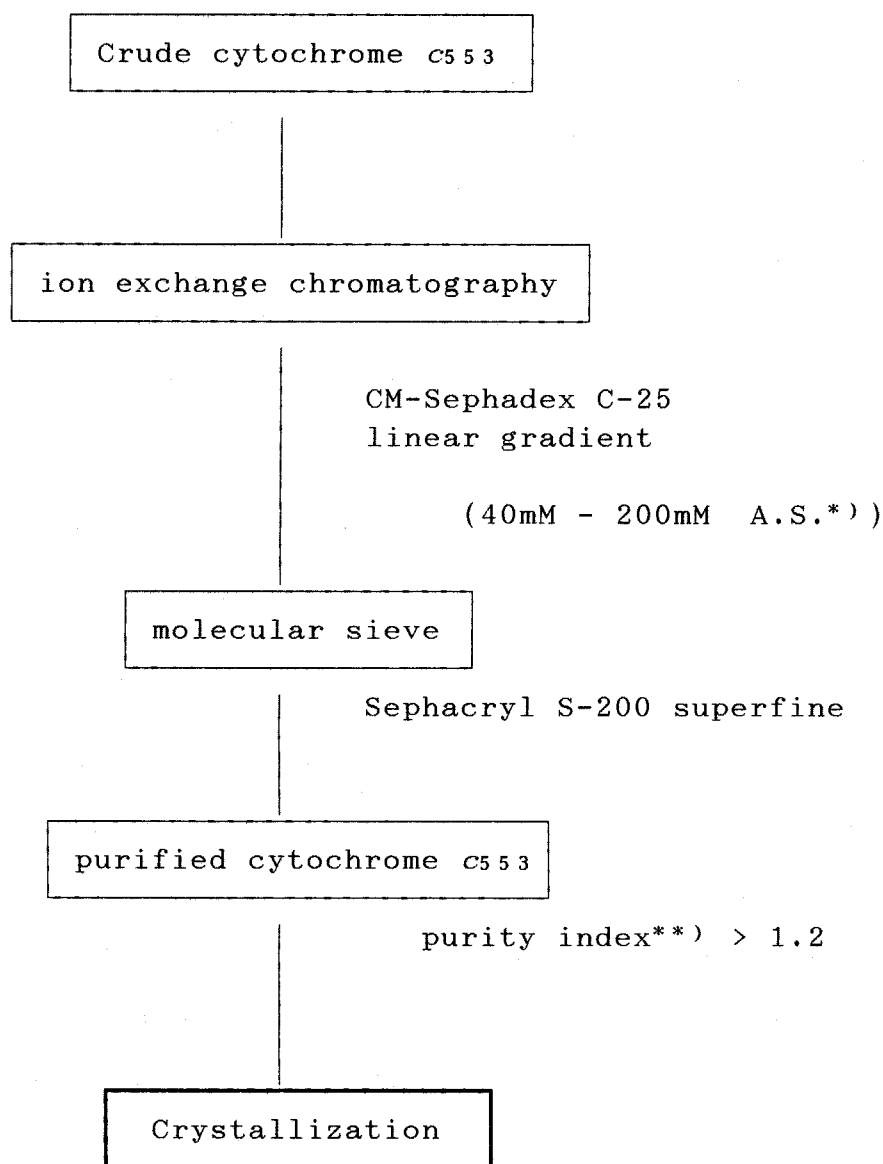 Crude cytochrome c553
ion exchange chromatography
CM-Sephadex C-25
linear gradient
(40mM - 200mM A.S.*))
molecular sieve
Sephacryl S-200 superfine
purified cytochrome c553
purity index**) > 1.2
Crystallization